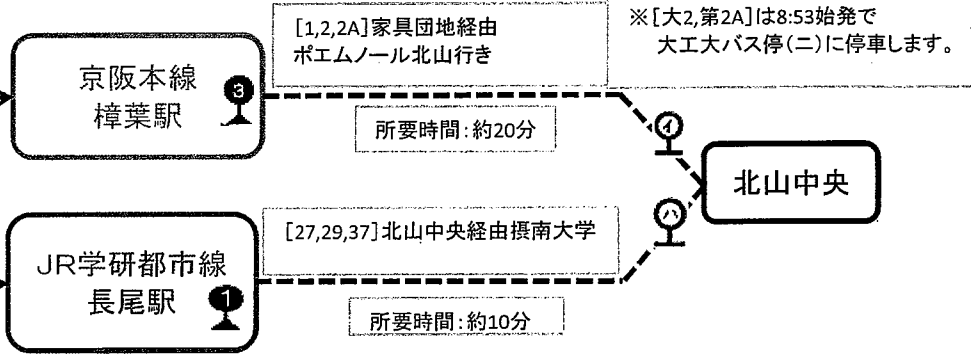 [1,2,2A]家具団地経由
ポエムノール北山行き
※[大2,第2A]は8:53始発で
大工大バス停(ニ)に停車します。
京阪本線
樟葉駅
3
所要時間:約20分
イ
北山中央
[27,29,37]北山中央経由摂南大学
ハ
JR学研都市線
長尾駅
1
所要時間:約10分